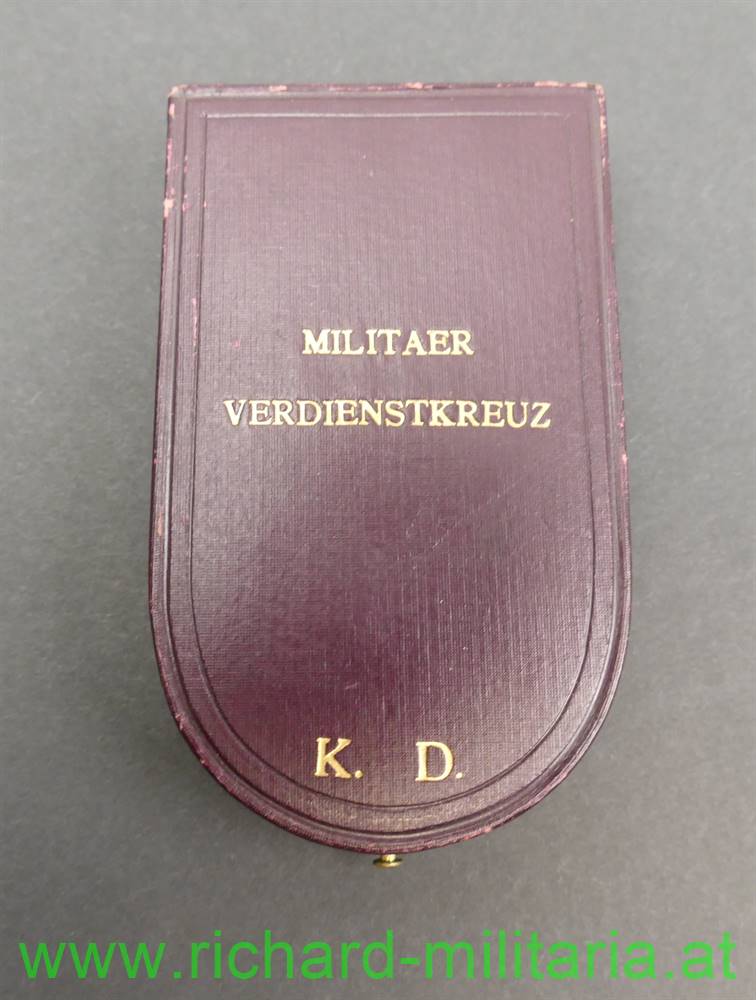 MILITAER
VERDIENSTKREUZ
K. D.
www.richard-militaria.at